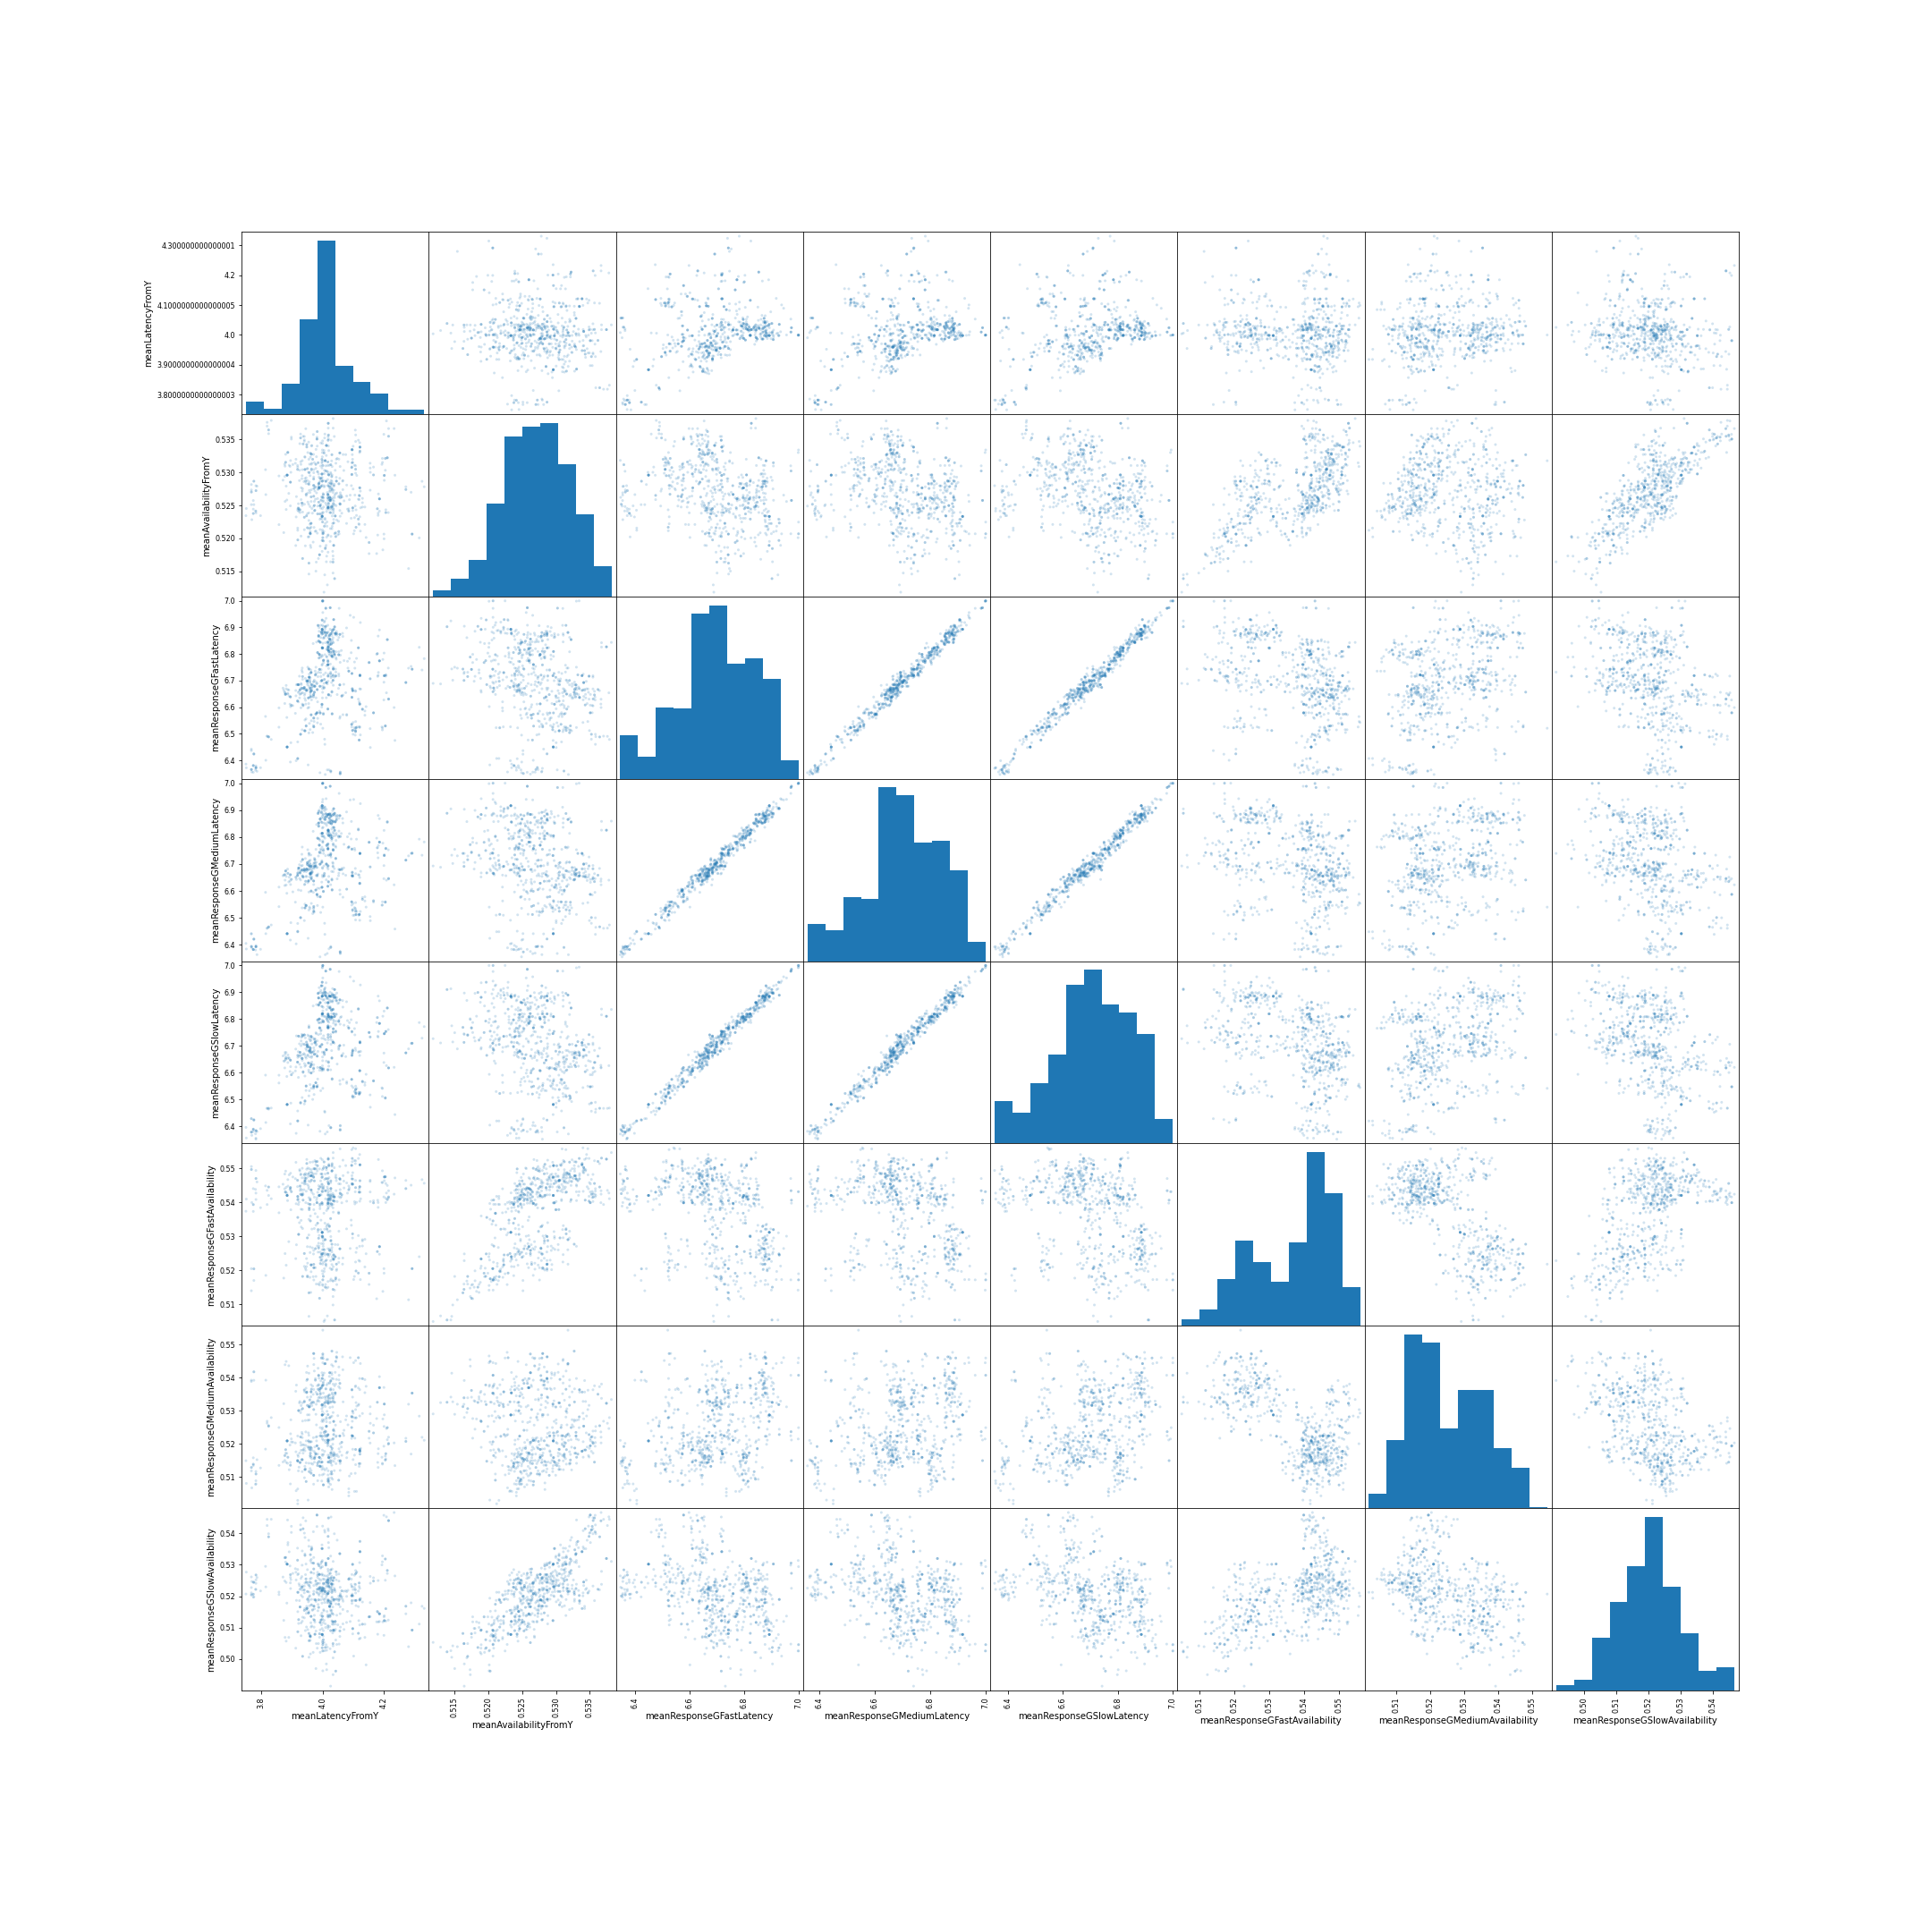 4.300000000000001
4.2
4.1000000000000005
4.0
3.9000000000000004
3.8000000000000003
meanLatencyFromY
0.535
0.530
0.525
0.520
0.515
meanAvailabilityFromY
7.0
6.9
6.8
6.7
6.6
6.5
6.4
meanResponseGFastLatency
7.0
6.9
6.8
6.7
6.6
6.5
6.4
meanResponseGMediumLatency
7.0
6.9
6.8
6.7
6.6
6.5
6.4
meanResponseGSlowLatency
0.55
0.54
0.53
0.52
0.51
meanResponseGFastAvailability
0.55
0.54
0.53
0.52
0.51
meanResponseGMediumAvailability
0.54
0.53
0.52
0.51
0.50
meanResponseGSlowAvailability
3.8 4.0 4.2
meanLatencyFromY
0.515 0.520 0.525 0.530 0.535
meanAvailabilityFromY
6.4 6.6 6.8 7.0
meanResponseGFastLatency
6.4 6.6 6.8 7.0
meanResponseGMediumLatency
6.4 6.6 6.8 7.0
meanResponseGSlowLatency
0.51 0.52 0.53 0.54 0.55
meanResponseGFastAvailability
0.51 0.52 0.53 0.54 0.55
meanResponseGMediumAvailability
0.50 0.51 0.52 0.53 0.54
meanResponseGSlowAvailability